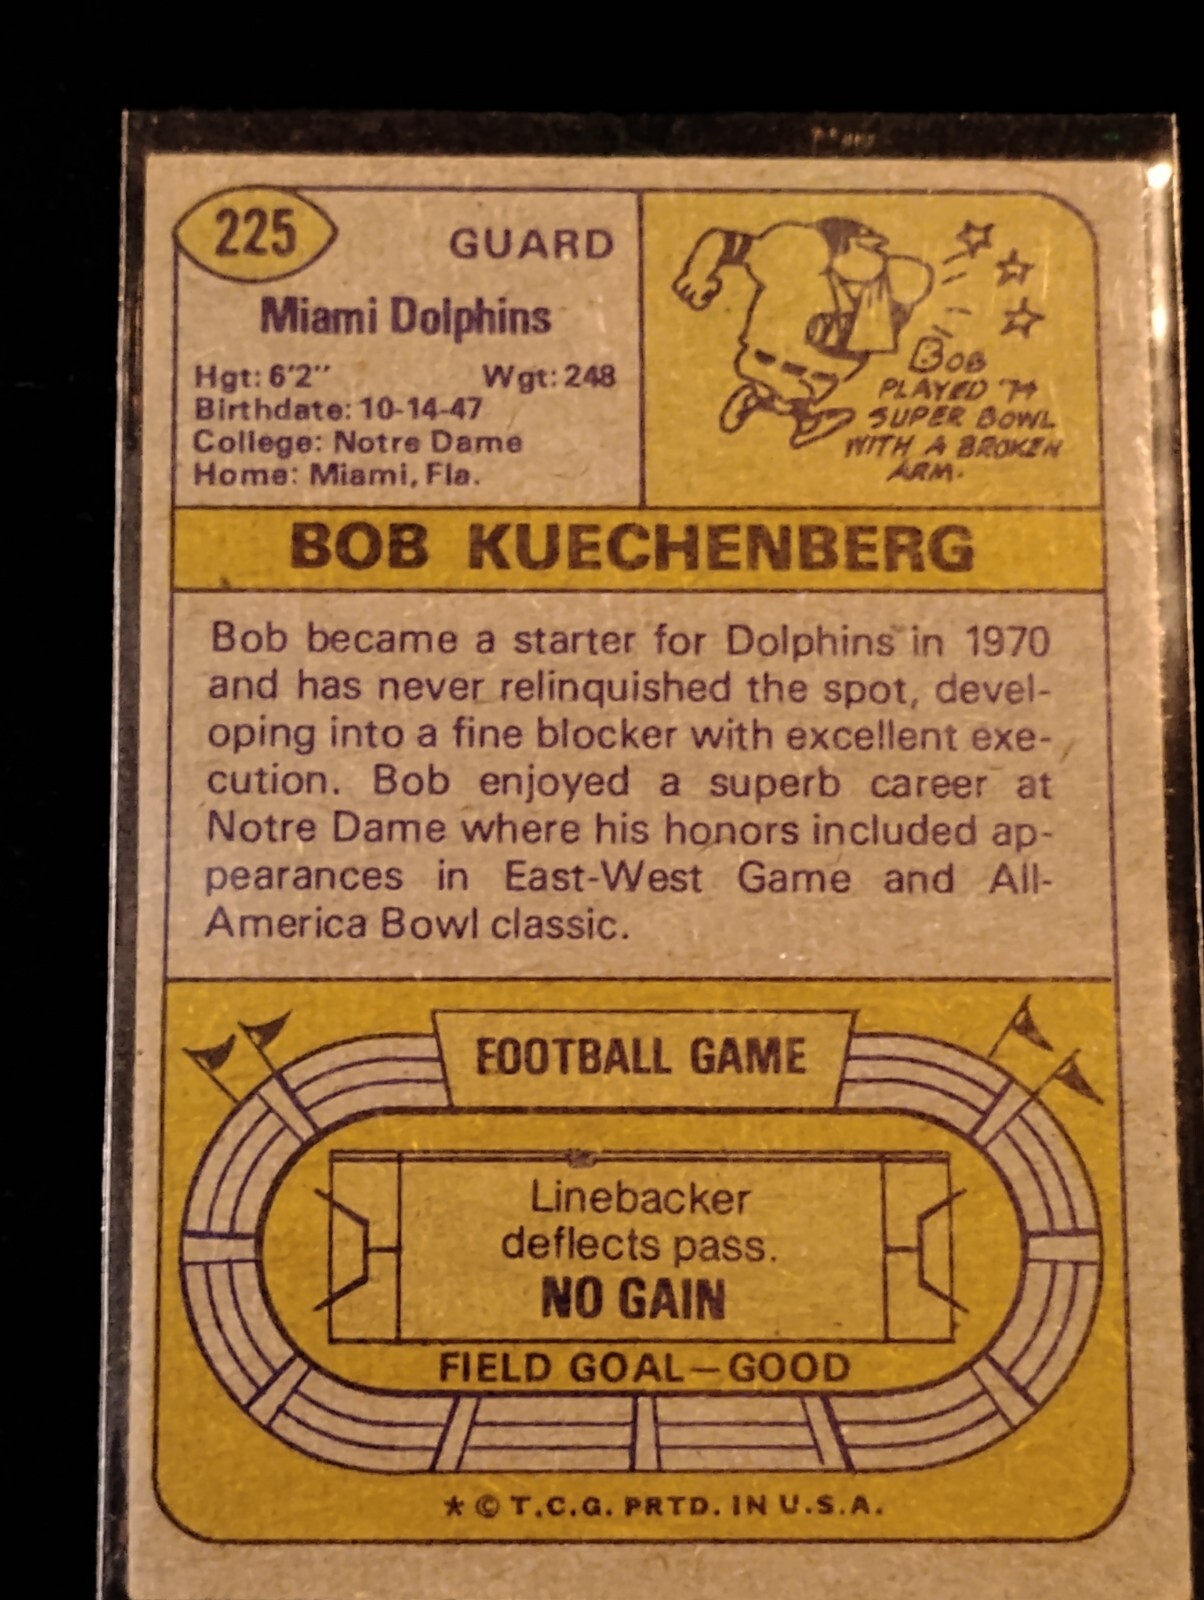 225
GUARD
Miami Dolphins
Hgt: 6'2" Wgt: 248
Birthdate: 10-14-47
College: Notre Dame
Home: Miami, Fla.
BOB
PLAYED '74
SUPER BOWL
WITH A BROKEN
ARM.
BOB KUECHENBERG
Bob became a starter for Dolphins in 1970
and has never relinquished the spot, devel-
oping into a fine blocker with excellent exe-
cution. Bob enjoyed a superb career at
Notre Dame where his honors included ap-
pearances in East-West Game and All-
America Bowl classic.
FOOTBALL GAME
Linebacker
deflects pass.
NO GAIN
FIELD GOAL—GOOD
* © T.C.G. PRTD. IN U.S.A.